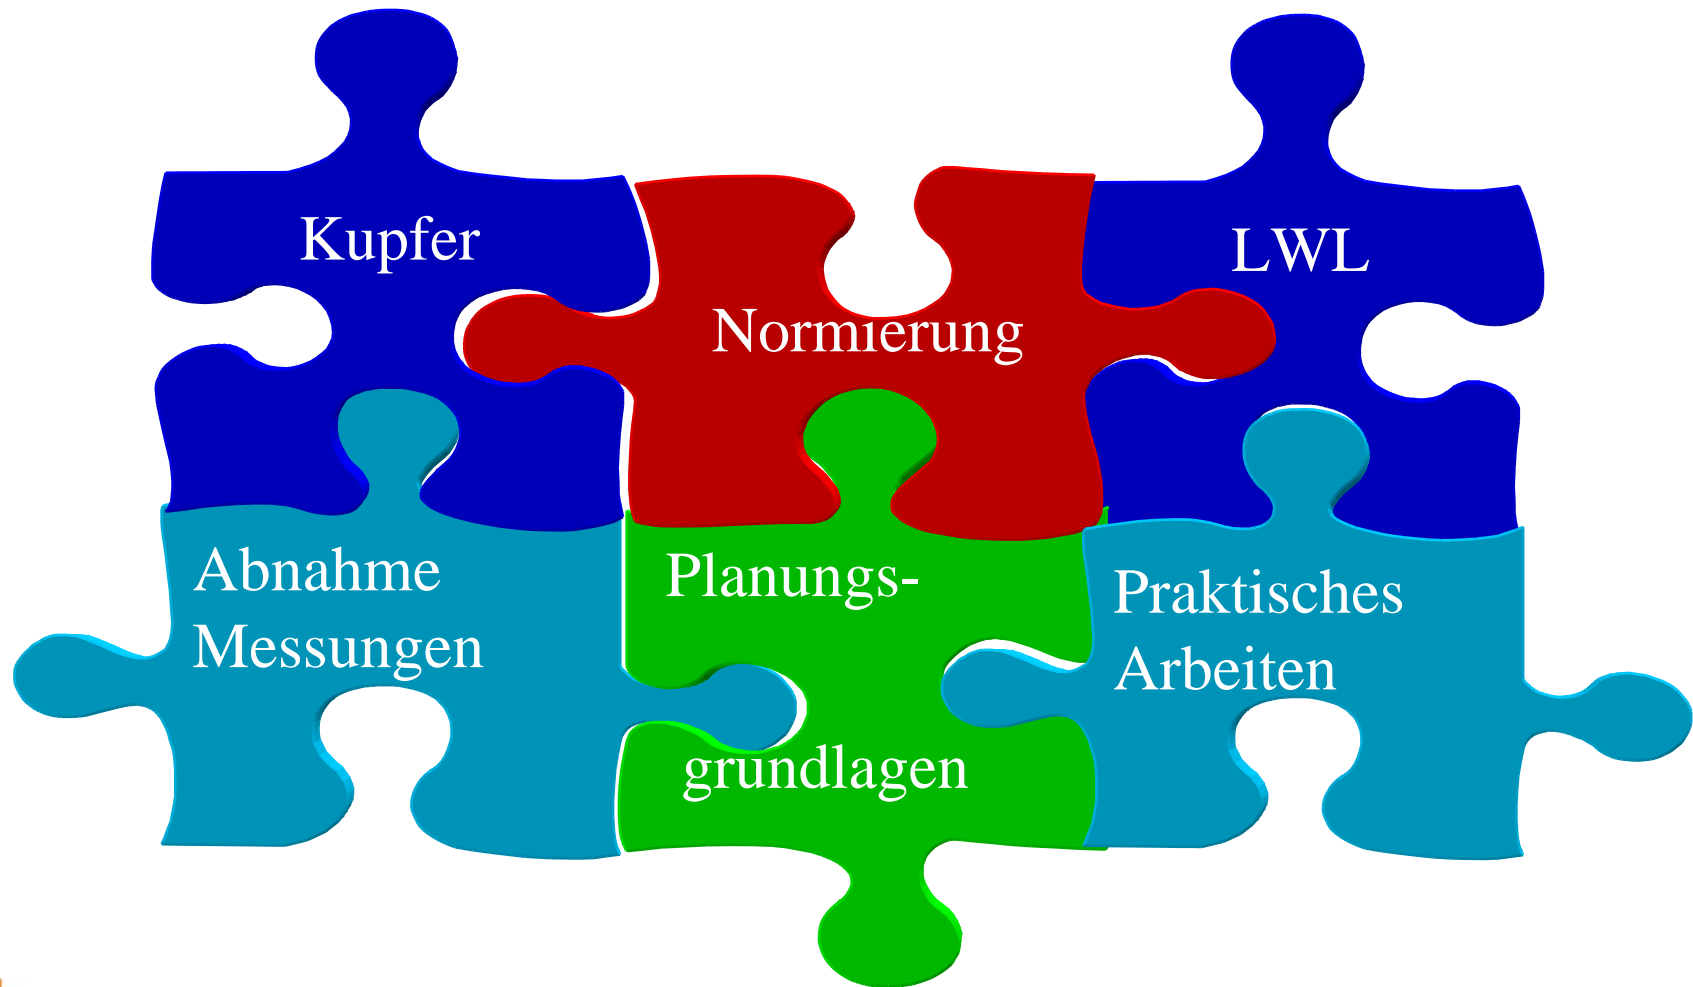 Kupfer
LWL
Normierung
Abnahme
Messungen
Planungs-
grundlagen
Praktisches
Arbeiten